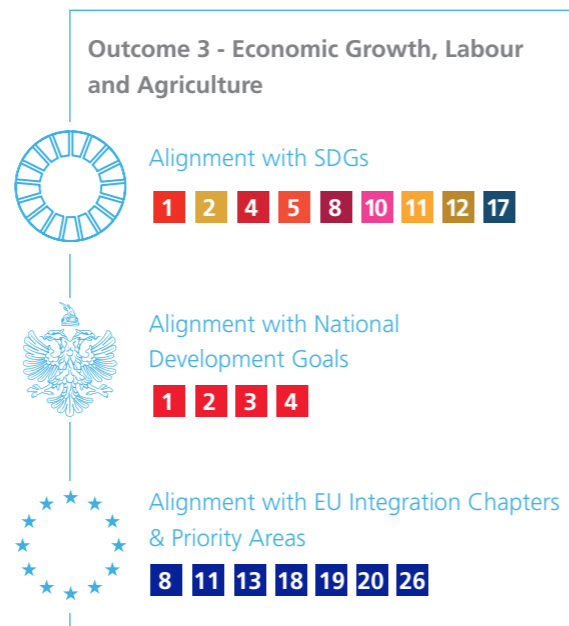 Outcome 3 - Economic Growth, Labour
and Agriculture
Alignment with SDGs
1 2 4 5 8 10 11 12 17
Alignment with National
Development Goals
1 2 3 4
Alignment with EU Integration Chapters
& Priority Areas
8 11 13 18 19 20 26